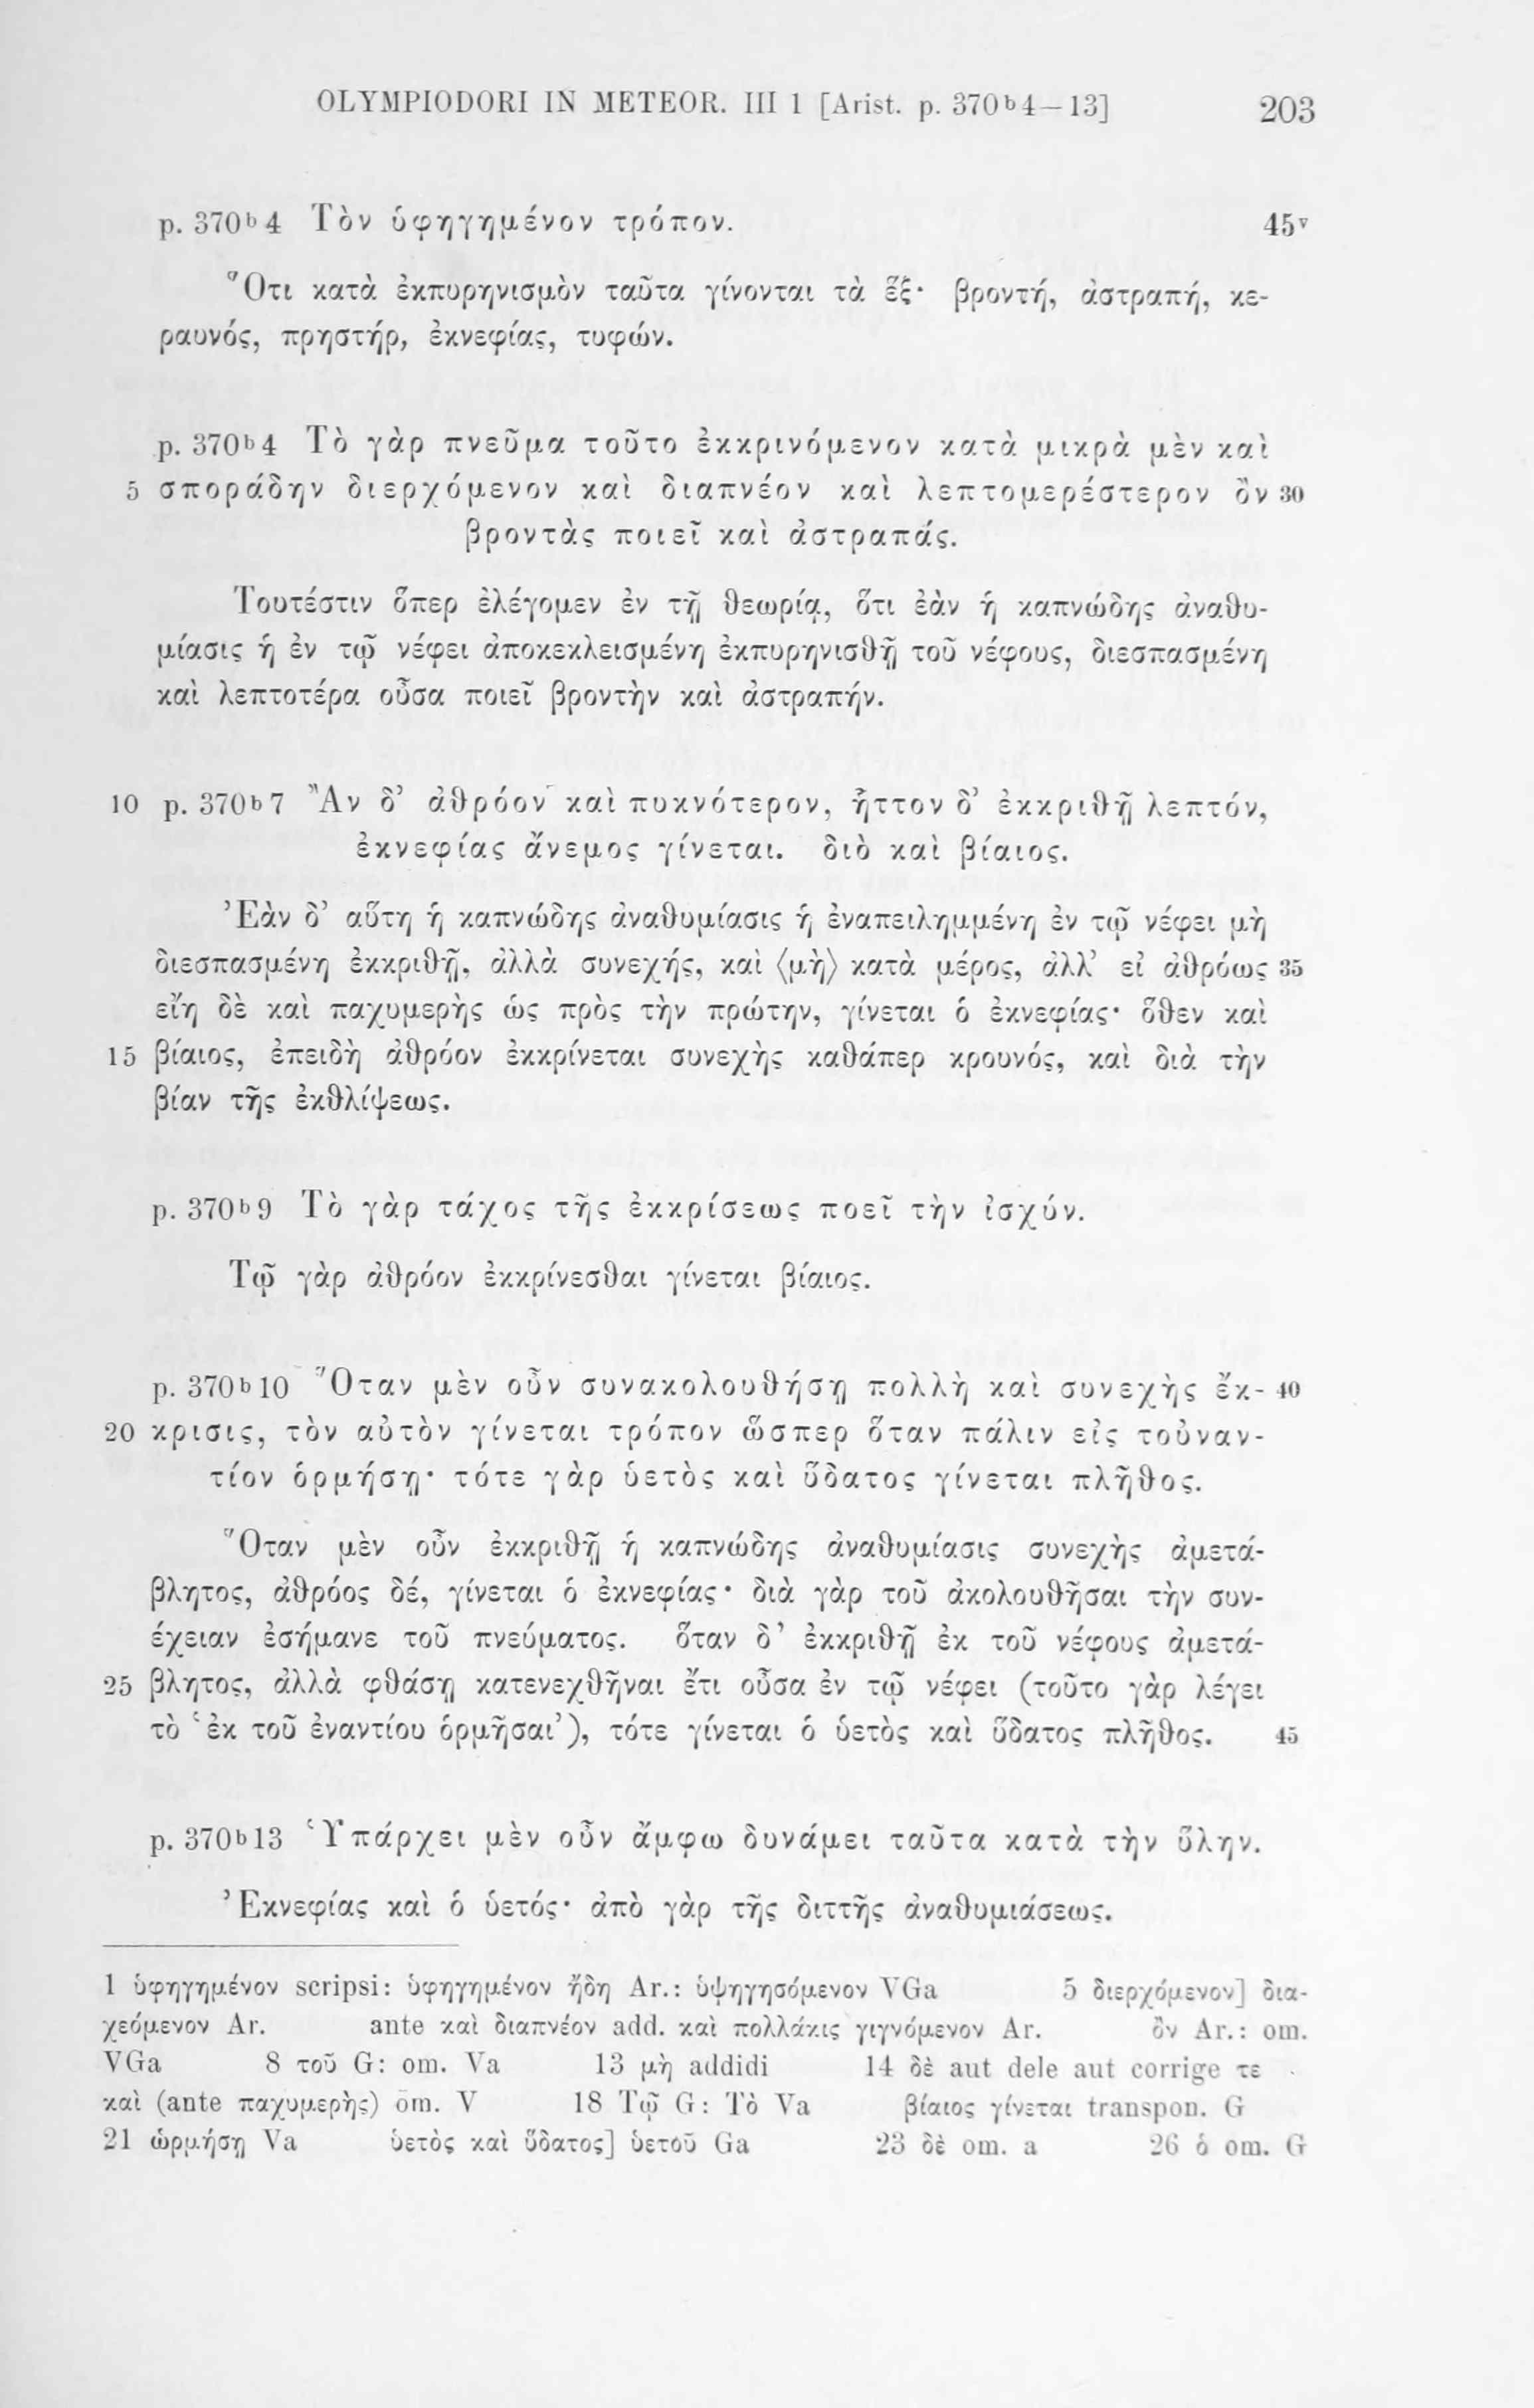 OLYMPIODORI IN METEOR. III 1 [Arist. p. 370ᵇ4—13] 203
p. 370ᵇ4 Τὸν ὑφηγημένον τρόπον. 45ᵛ
Ὅτι κατὰ ἐκπυρηνισμὸν ταῦτα γίνονται τὰ ἕξ· βροντή, ἀστραπή, κε-
ραυνός, πρηστήρ, ἐκνεφίας, τυφών.
p. 370ᵇ4 Τὸ γὰρ πνεῦμα τοῦτο ἐκκρινόμενον κατὰ μικρὰ μὲν καὶ
5 σποράδην διερχόμενον καὶ διαπνέον καὶ λεπτομερέστερον ὂν 30
βροντὰς ποιεῖ καὶ ἀστραπάς.
Τουτέστιν ὅπερ ἐλέγομεν ἐν τῇ θεωρίᾳ, ὅτι ἐὰν ἡ καπνώδης ἀναθυ-
μίασις ἡ ἐν τῷ νέφει ἀποκεκλεισμένη ἐκπυρηνισθῇ τοῦ νέφους, διεσπασμένη
καὶ λεπτοτέρα οὖσα ποιεῖ βροντὴν καὶ ἀστραπήν.
10 p. 370ᵇ7 Ἂν δ’ ἀθρόον καὶ πυκνότερον, ἧττον δ’ ἐκκριθῇ λεπτόν,
ἐκνεφίας ἄνεμος γίνεται. διὸ καὶ βίαιος.
Ἐὰν δ’ αὕτη ἡ καπνώδης ἀναθυμίασις ἡ ἐναπειλημμένη ἐν τῷ νέφει μὴ
διεσπασμένη ἐκκριθῇ, ἀλλὰ συνεχής, καὶ ⟨μὴ⟩ κατὰ μέρος, ἀλλ’ εἰ ἀθρόως 35
εἴη δὲ καὶ παχυμερὴς ὡς πρὸς τὴν πρώτην, γίνεται ὁ ἐκνεφίας· ὅθεν καὶ
15 βίαιος, ἐπειδὴ ἀθρόον ἐκκρίνεται συνεχὴς καθάπερ κρουνός, καὶ διὰ τὴν
βίαν τῆς ἐκθλίψεως.
p. 370ᵇ9 Τὸ γὰρ τάχος τῆς ἐκκρίσεως ποεῖ τὴν ἰσχύν.
Τῷ γὰρ ἀθρόον ἐκκρίνεσθαι γίνεται βίαιος.
p. 370ᵇ10 Ὅταν μὲν οὖν συνακολουθήσῃ πολλὴ καὶ συνεχὴς ἔκ- 40
20 κρισις, τὸν αὐτὸν γίνεται τρόπον ὥσπερ ὅταν πάλιν εἰς τοὐναν-
τίον ὁρμήσῃ· τότε γὰρ ὑετὸς καὶ ὕδατος γίνεται πλῆθος.
Ὅταν μὲν οὖν ἐκκριθῇ ἡ καπνώδης ἀναθυμίασις συνεχὴς ἀμετά-
βλητος, ἀθρόος δέ, γίνεται ὁ ἐκνεφίας· διὰ γὰρ τοῦ ἀκολουθῆσαι τὴν συν-
έχειαν ἐσήμανε τοῦ πνεύματος. ὅταν δ’ ἐκκριθῇ ἐκ τοῦ νέφους ἀμετά-
25 βλητος, ἀλλὰ φθάσῃ κατενεχθῆναι ἔτι οὖσα ἐν τῷ νέφει (τοῦτο γὰρ λέγει
τὸ ‘ἐκ τοῦ ἐναντίου ὁρμῆσαι’), τότε γίνεται ὁ ὑετὸς καὶ ὕδατος πλῆθος. 45
p. 370ᵇ13 Ὑπάρχει μὲν οὖν ἄμφω δυνάμει ταῦτα κατὰ τὴν ὕλην.
Ἐκνεφίας καὶ ὁ ὑετός· ἀπὸ γὰρ τῆς διττῆς ἀναθυμιάσεως.
1 ὑφηγημένον scripsi: ὑφηγημένον ἤδη Ar.: ὑψηγησόμενον VGa 5 διερχόμενον] δια-
χεόμενον Ar. ante καὶ διαπνέον add. καὶ πολλάκις γιγνόμενον Ar. ὂν Ar.: om.
VGa 8 τοῦ G: om. Va 13 μὴ addidi 14 δὲ aut dele aut corrige τε
καὶ (ante παχυμερὴς) om. V 18 Τῷ G: Τὸ Va βίαιος γίνεται transpon. G
21 ὡρμήσῃ Va ὑετὸς καὶ ὕδατος] ὑετοῦ Ga 23 δὲ om. a 26 ὁ om. G